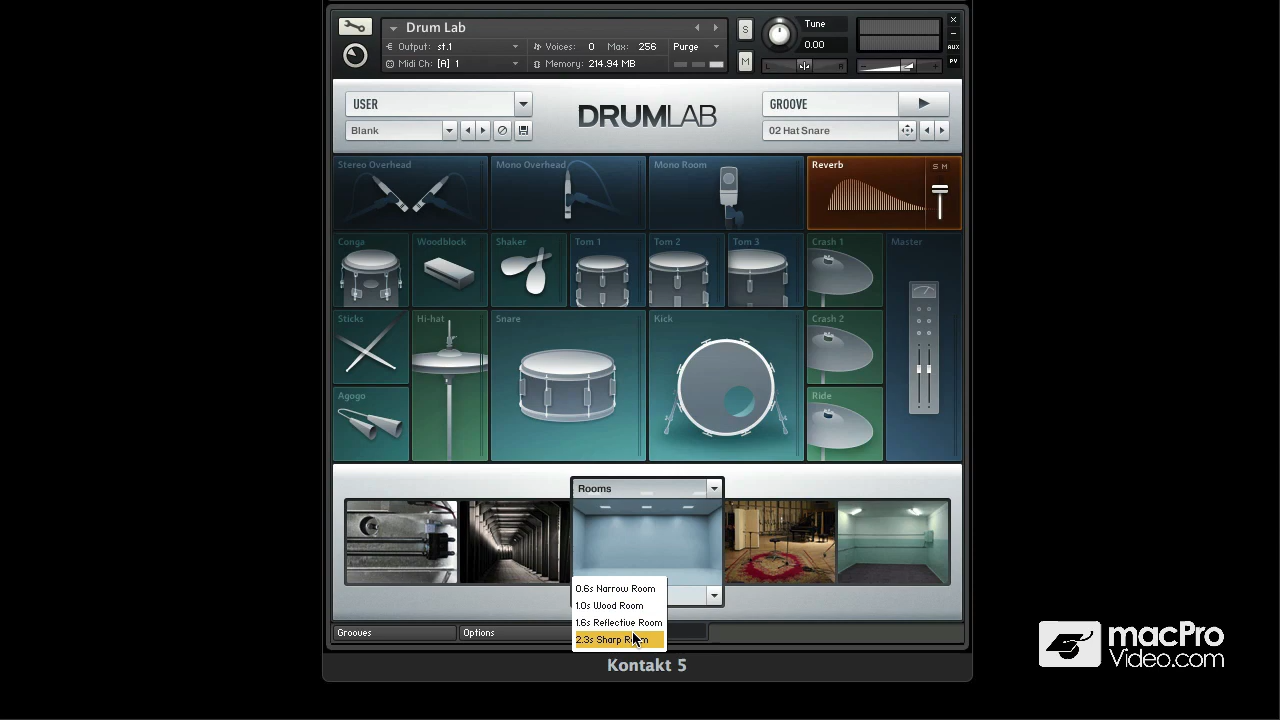 Drum Lab
S
Tune
Output: st.1
Voices: 0 Max: 256
Purge
0.00
AUX
Midi Ch: [A] 1
Memory: 214.94 MB
M
L
R
PV
USER
DRUMLAB
GROOVE
Blank
02 Hat Snare
Stereo Overhead
Mono Overhead
Mono Room
Reverb
S M
Conga
Woodblock
Shaker
Tom 1
Tom 2
Tom 3
Crash 1
Master
Sticks
Hi-hat
Snare
Kick
Crash 2
Agogo
Ride
Rooms
0.6s Narrow Room
1.0s Wood Room
1.6s Reflective Room
2.3s Sharp Room
Grooves
Options
Kontakt 5
macPro
Video.com